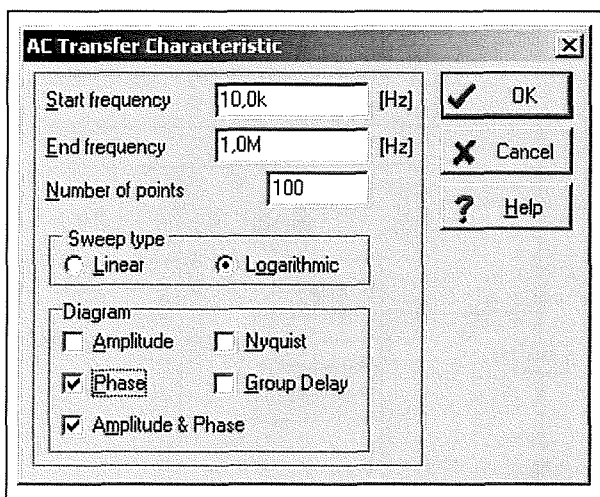 AC Transfer Characteristic
Start frequency 10,0k [Hz]
End frequency 1,0M [Hz]
Number of points 100
OK
Cancel
? Help
Sweep type
Linear Logarithmic
Diagram
Amplitude Nyquist
Phase Group Delay
Amplitude & Phase